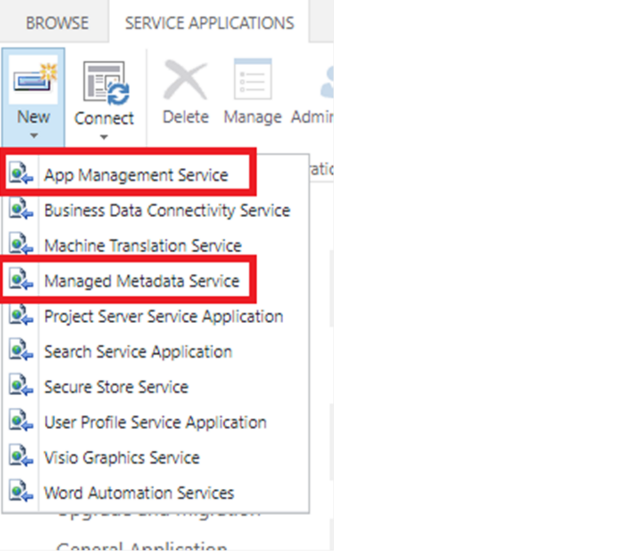 BROWSE SERVICE APPLICATIONS
New Connect Delete Manage
App Management Service
Business Data Connectivity Service
Machine Translation Service
Managed Metadata Service
Project Server Service Application
Search Service Application
Secure Store Service
User Profile Service Application
Visio Graphics Service
Word Automation Services
General Application